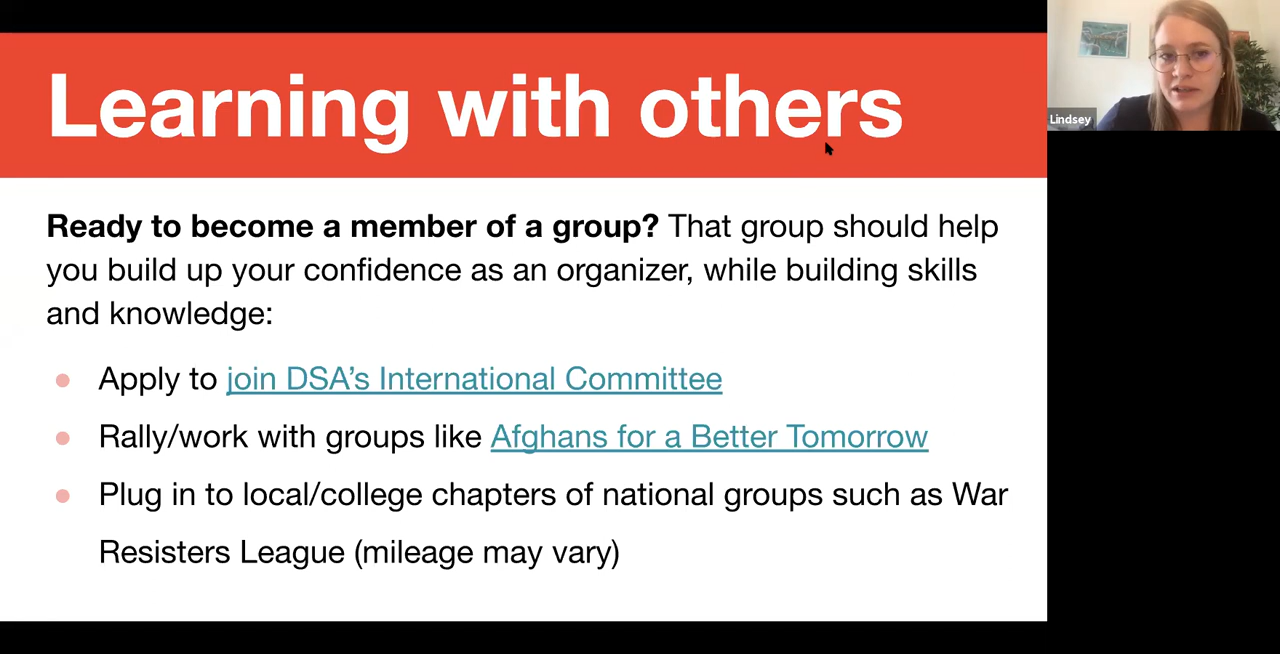 Learning with others
Lindsey
Ready to become a member of a group? That group should help
you build up your confidence as an organizer, while building skills
and knowledge:
● Apply to join DSA’s International Committee
● Rally/work with groups like Afghans for a Better Tomorrow
● Plug in to local/college chapters of national groups such as War
Resisters League (mileage may vary)